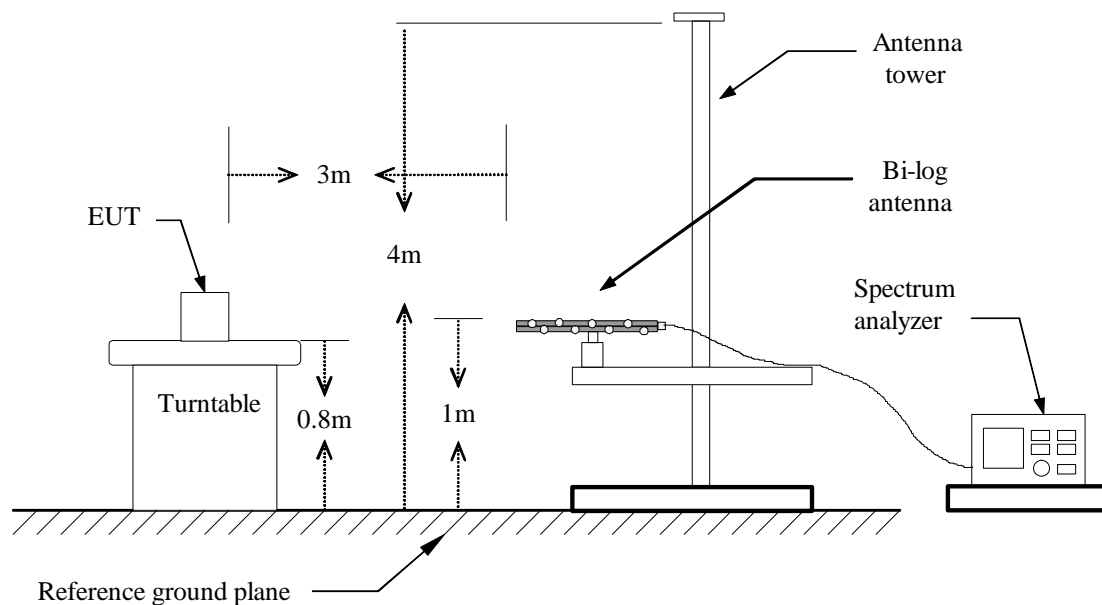 Antenna
tower
3m
Bi-log
antenna
EUT
4m
Spectrum
analyzer
Turntable
0.8m
1m
Reference ground plane